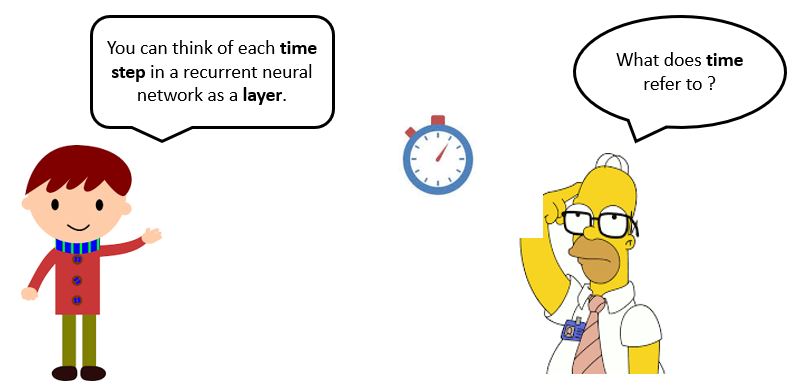 You can think of each time
step in a recurrent neural
network as a layer.
What does time
refer to ?